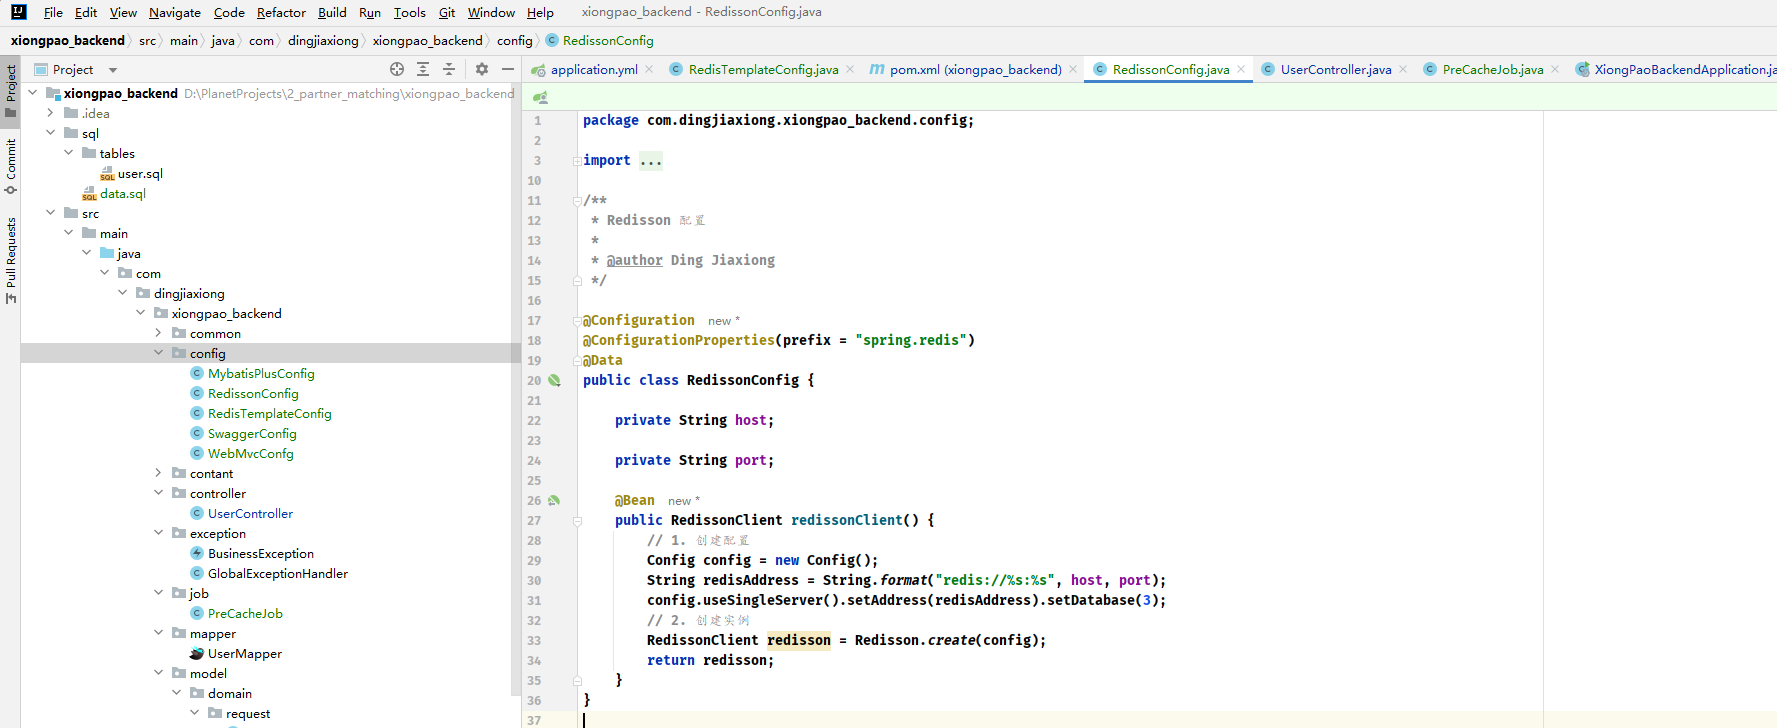 File Edit View Navigate Code Refactor Build Run Tools Git Window Help xiongpao_backend - RedissonConfig.java
xiongpao_backend src main java com dingjiaxiong xiongpao_backend config RedissonConfig
Project
Commit
Pull Requests
Project
xiongpao_backend D:\PlanetProjects\2_partner_matching\xiongpao_backend
.idea
sql
tables
user.sql
data.sql
src
main
java
com
dingjiaxiong
xiongpao_backend
common
config
MybatisPlusConfig
RedissonConfig
RedisTemplateConfig
SwaggerConfig
WebMvcConfg
contant
controller
UserController
exception
BusinessException
GlobalExceptionHandler
job
PreCacheJob
mapper
UserMapper
model
domain
request
application.yml RedisTemplateConfig.java pom.xml (xiongpao_backend) RedissonConfig.java UserController.java PreCacheJob.java XiongPaoBackendApplication.ja
1 package com.dingjiaxiong.xiongpao_backend.config;
2
3 import ...
10
11 /**
12 * Redisson 配置
13 *
14 * @author Ding Jiaxiong
15 */
16
17 @Configuration new *
18 @ConfigurationProperties(prefix = "spring.redis")
19 @Data
20 public class RedissonConfig {
21
22 private String host;
23
24 private String port;
25
26 @Bean new *
27 public RedissonClient redissonClient() {
28 // 1. 创建配置
29 Config config = new Config();
30 String redisAddress = String.format("redis://%s:%s", host, port);
31 config.useSingleServer().setAddress(redisAddress).setDatabase(3);
32 // 2. 创建实例
33 RedissonClient redisson = Redisson.create(config);
34 return redisson;
35 }
36 }
37